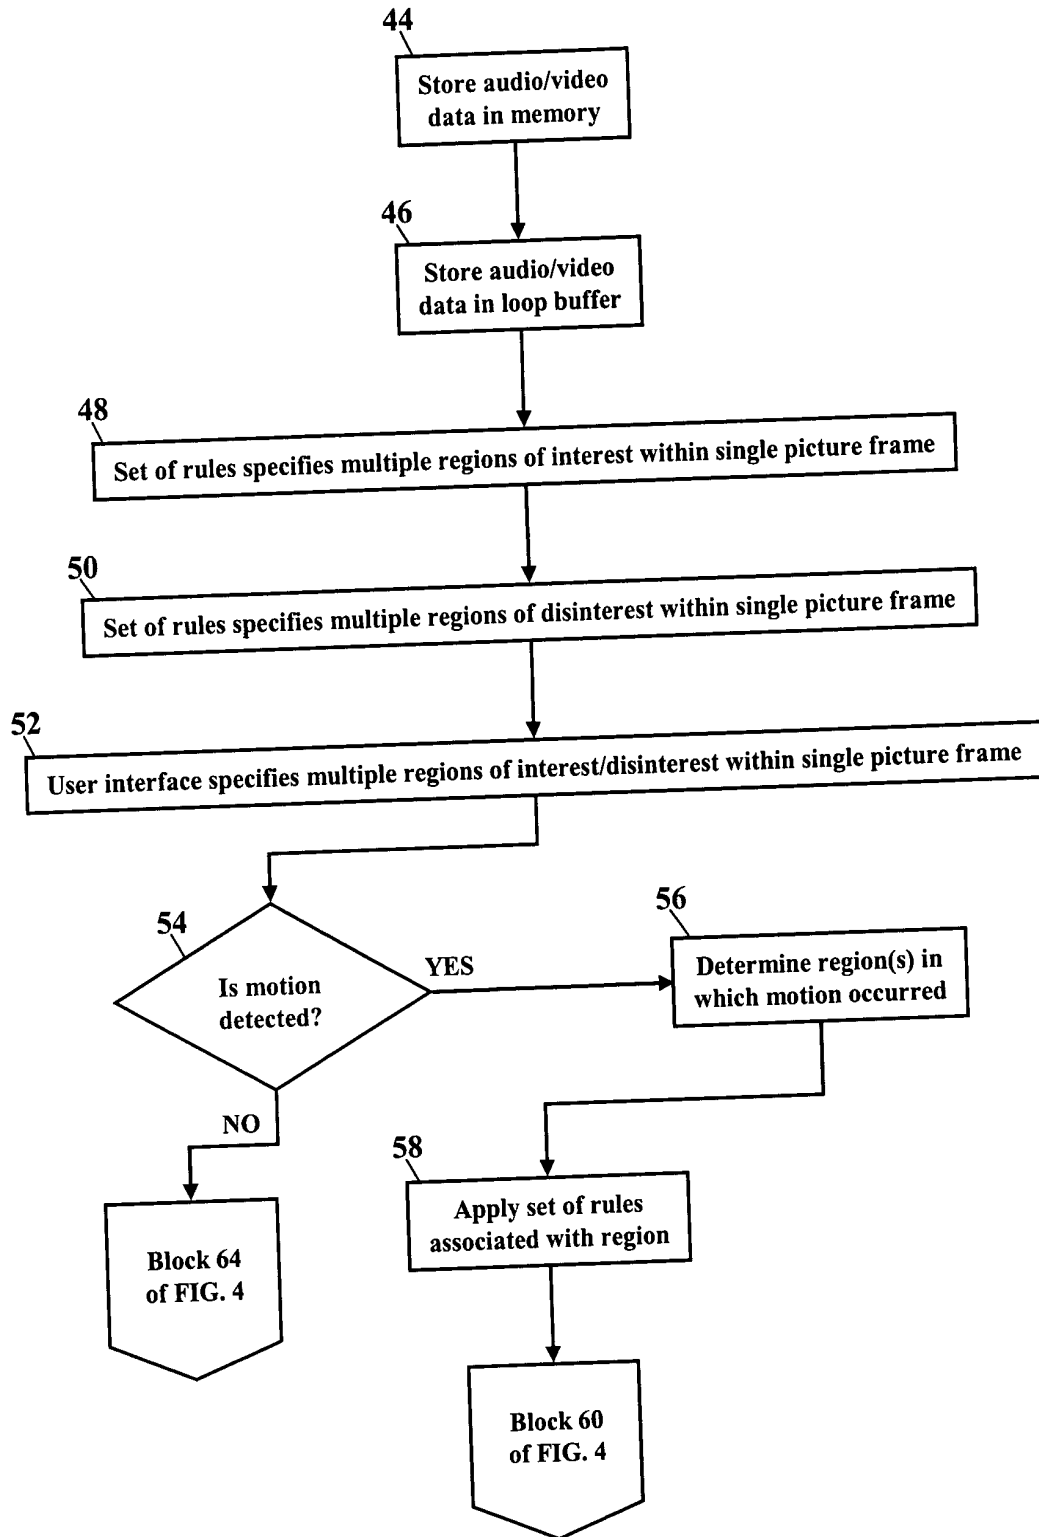 44
Store audio/video
data in memory
46
Store audio/video
data in loop buffer
48
Set of rules specifies multiple regions of interest within single picture frame
50
Set of rules specifies multiple regions of disinterest within single picture frame
52
User interface specifies multiple regions of interest/disinterest within single picture frame
54
Is motion
detected?
YES
56
Determine region(s) in
which motion occurred
NO
58
Apply set of rules
associated with region
Block 64
of FIG. 4
Block 60
of FIG. 4